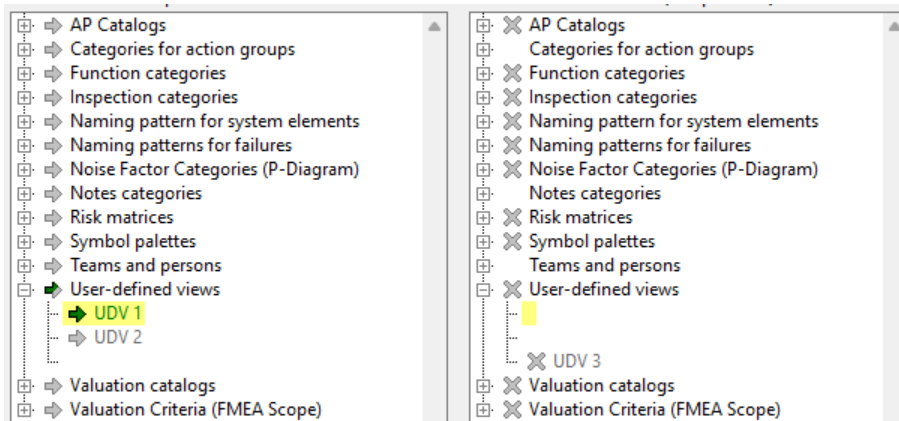 AP Catalogs
Categories for action groups
Function categories
Inspection categories
Naming pattern for system elements
Naming patterns for failures
Noise Factor Categories (P-Diagram)
Notes categories
Risk matrices
Symbol palettes
Teams and persons
User-defined views
UDV 1
UDV 2
Valuation catalogs
Valuation Criteria (FMEA Scope)
AP Catalogs
Categories for action groups
Function categories
Inspection categories
Naming pattern for system elements
Naming patterns for failures
Noise Factor Categories (P-Diagram)
Notes categories
Risk matrices
Symbol palettes
Teams and persons
User-defined views
UDV 3
Valuation catalogs
Valuation Criteria (FMEA Scope)